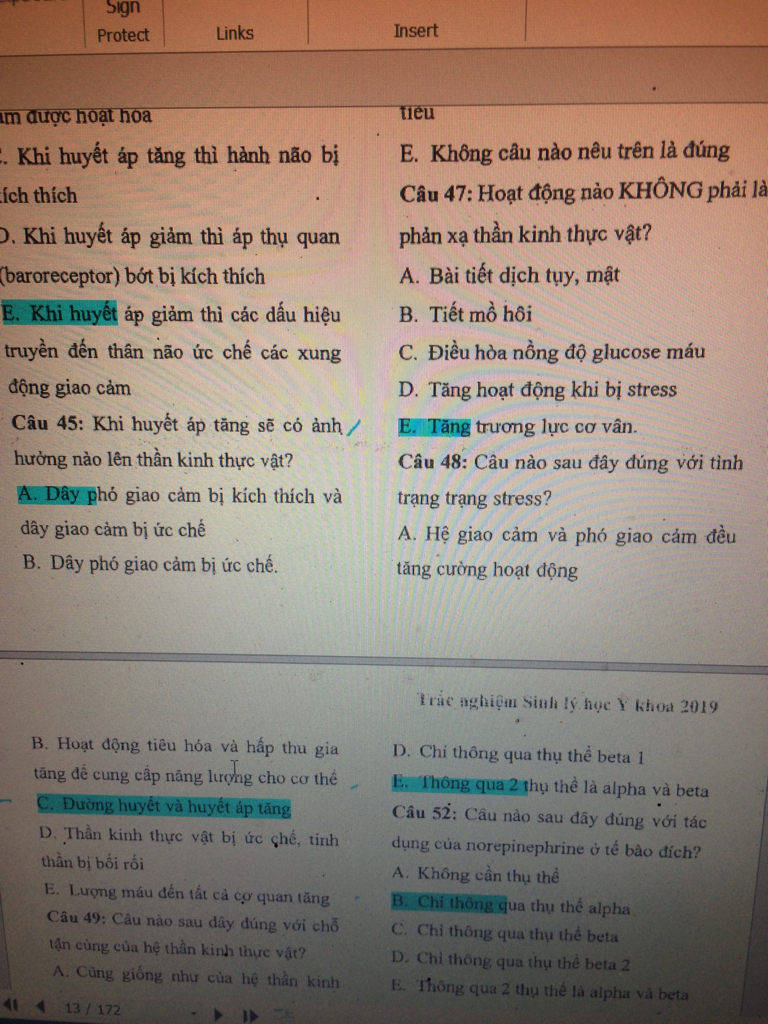 Sign
Protect
Links
Insert
ấm được hoạt hóa
C. Khi huyết áp tăng thì hành não bị
kích thích
D. Khi huyết áp giảm thì áp thụ quan
(baroreceptor) bớt bị kích thích
E. Khi huyết áp giảm thì các dấu hiệu
truyền đến thân não ức chế các xung
động giao cảm
Câu 45: Khi huyết áp tăng sẽ có ảnh
hưởng nào lên thần kinh thực vật?
A. Dây phó giao cảm bị kích thích và
dây giao cảm bị ức chế
B. Dây phó giao cảm bị ức chế.
tiểu
E. Không câu nào nêu trên là đúng
Câu 47: Hoạt động nào KHÔNG phải là
phản xạ thần kinh thực vật?
A. Bài tiết dịch tụy, mật
B. Tiết mồ hôi
C. Điều hòa nồng độ glucose máu
D. Tăng hoạt động khi bị stress
E. Tăng trương lực cơ vân.
Câu 48: Câu nào sau đây đúng với tình
trạng trạng stress?
A. Hệ giao cảm và phó giao cảm đều
tăng cường hoạt động
Trắc nghiệm Sinh lý học Y khoa 2019
B. Hoạt động tiêu hóa và hấp thu gia
tăng để cung cấp năng lượng cho cơ thể
C. Đường huyết và huyết áp tăng
D. Thần kinh thực vật bị ức chế, tinh
thần bị bối rối
E. Lượng máu đến tất cả cơ quan tăng
Câu 49: Câu nào sau đây đúng với chỗ
tận cùng của hệ thần kinh thực vật?
A. Cũng giống như của hệ thần kinh
D. Chỉ thông qua thụ thể beta 1
E. Thông qua 2 thụ thể là alpha và beta
Câu 52: Câu nào sau đây đúng với tác
dụng của norepinephrine ở tế bào đích?
A. Không cần thụ thể
B. Chỉ thông qua thụ thể alpha
C. Chỉ thông qua thụ thể beta
D. Chỉ thông qua thụ thể beta 2
E. Thông qua 2 thụ thể là alpha và beta
13 / 172